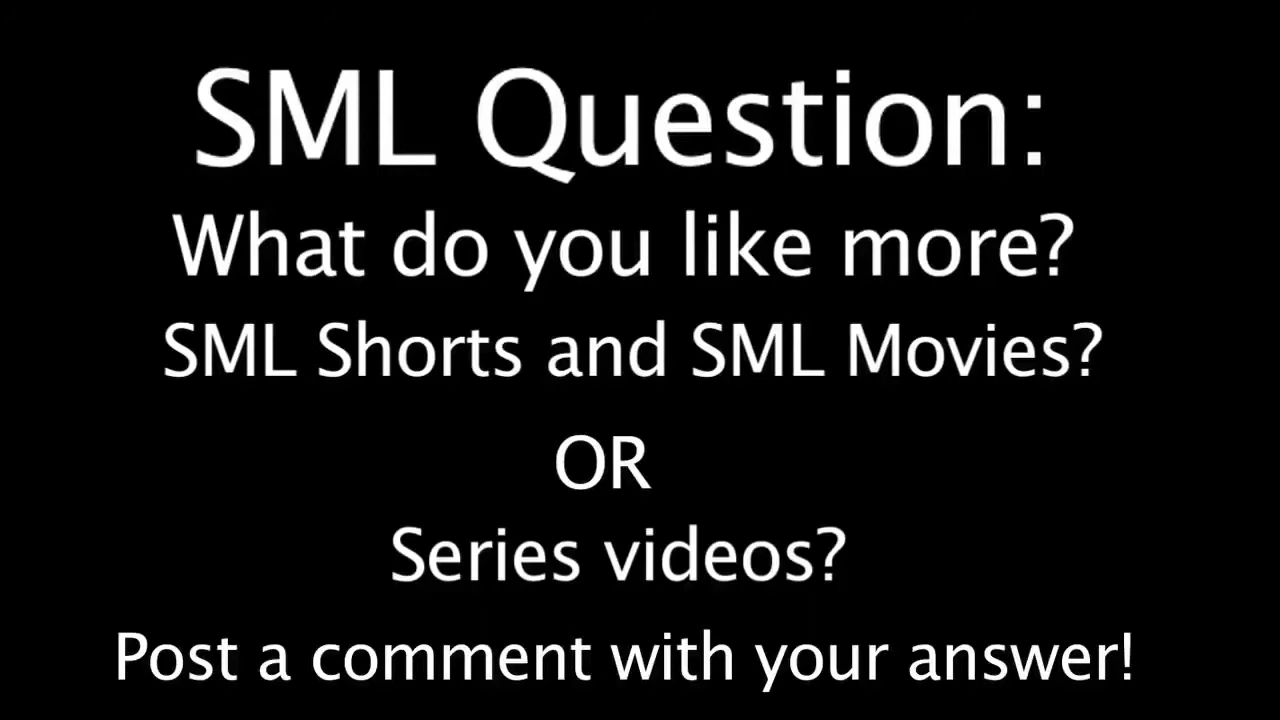 SML Question:
What do you like more?
SML Shorts and SML Movies?
OR
Series videos?
Post a comment with your answer!